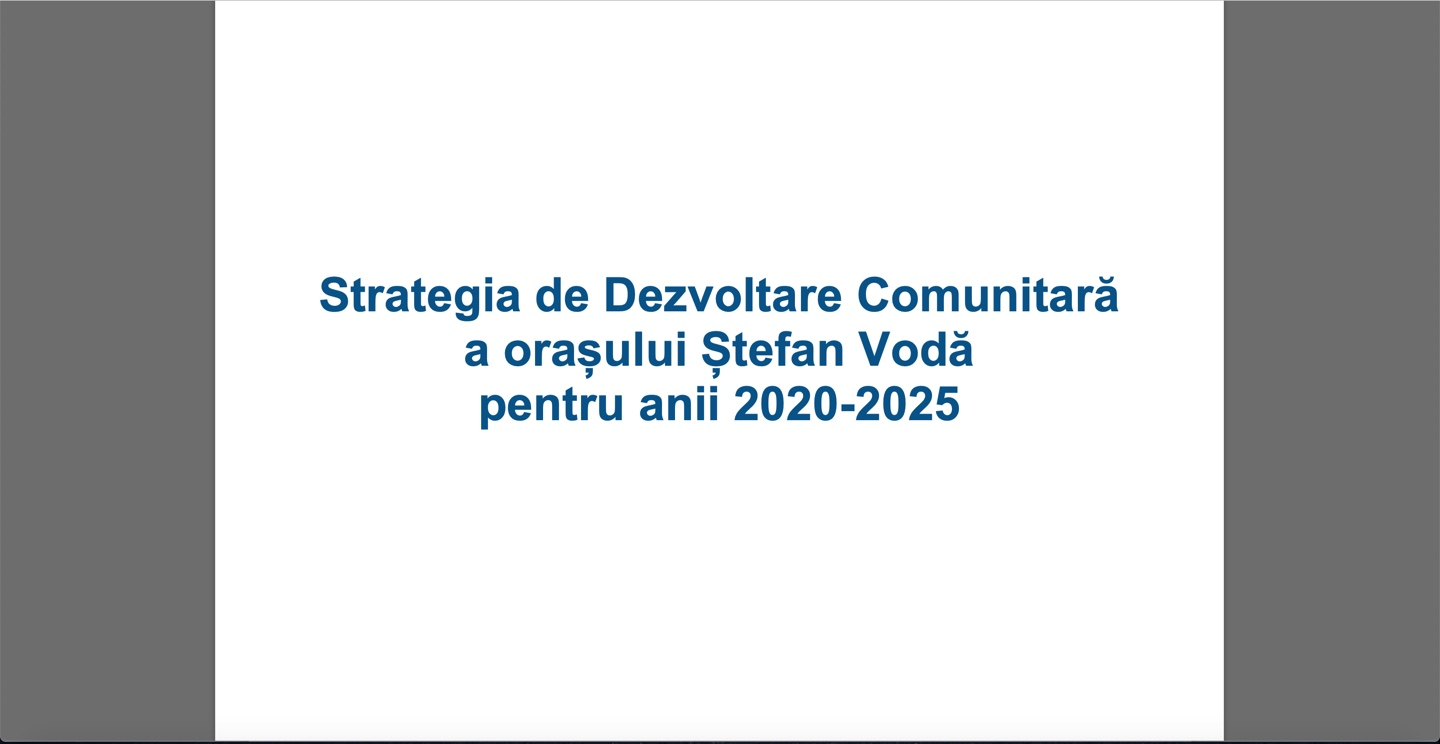 Strategia de Dezvoltare Comunitară
a orașului Ștefan Vodă
pentru anii 2020-2025